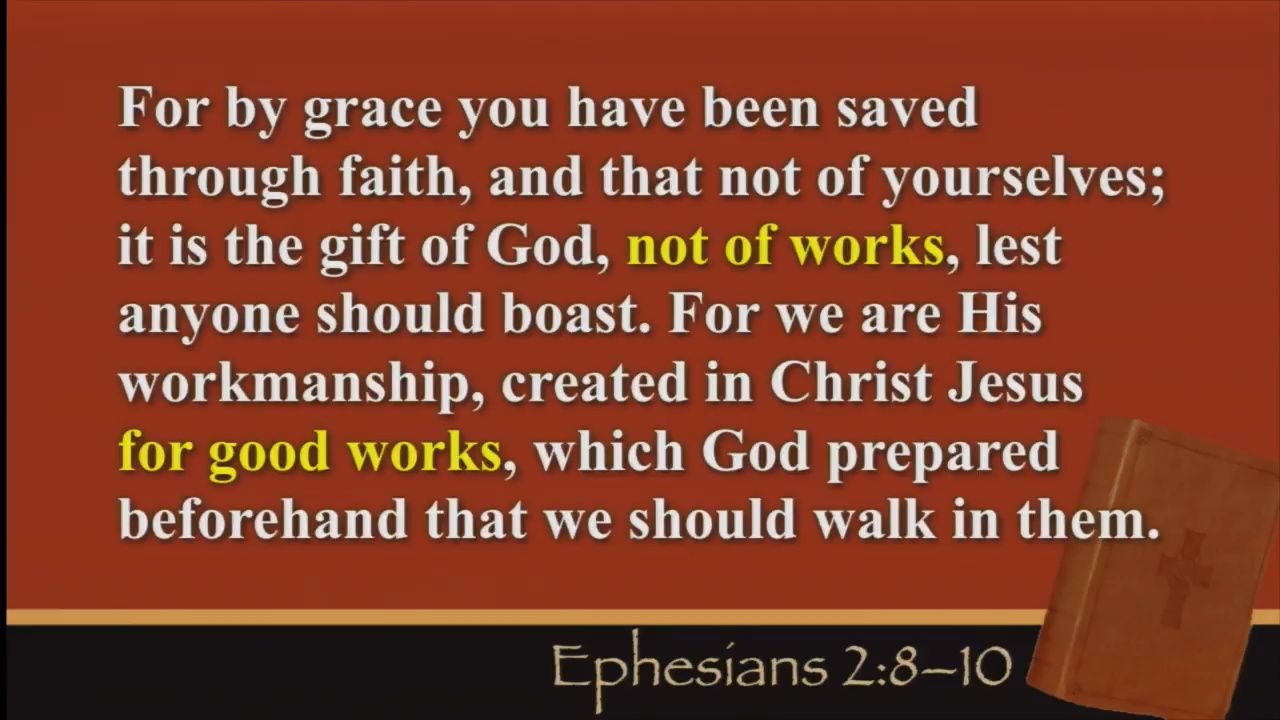 For by grace you have been saved
through faith, and that not of yourselves;
it is the gift of God, not of works, lest
anyone should boast. For we are His
workmanship, created in Christ Jesus
for good works, which God prepared
beforehand that we should walk in them.
Ephesians 2:8–10